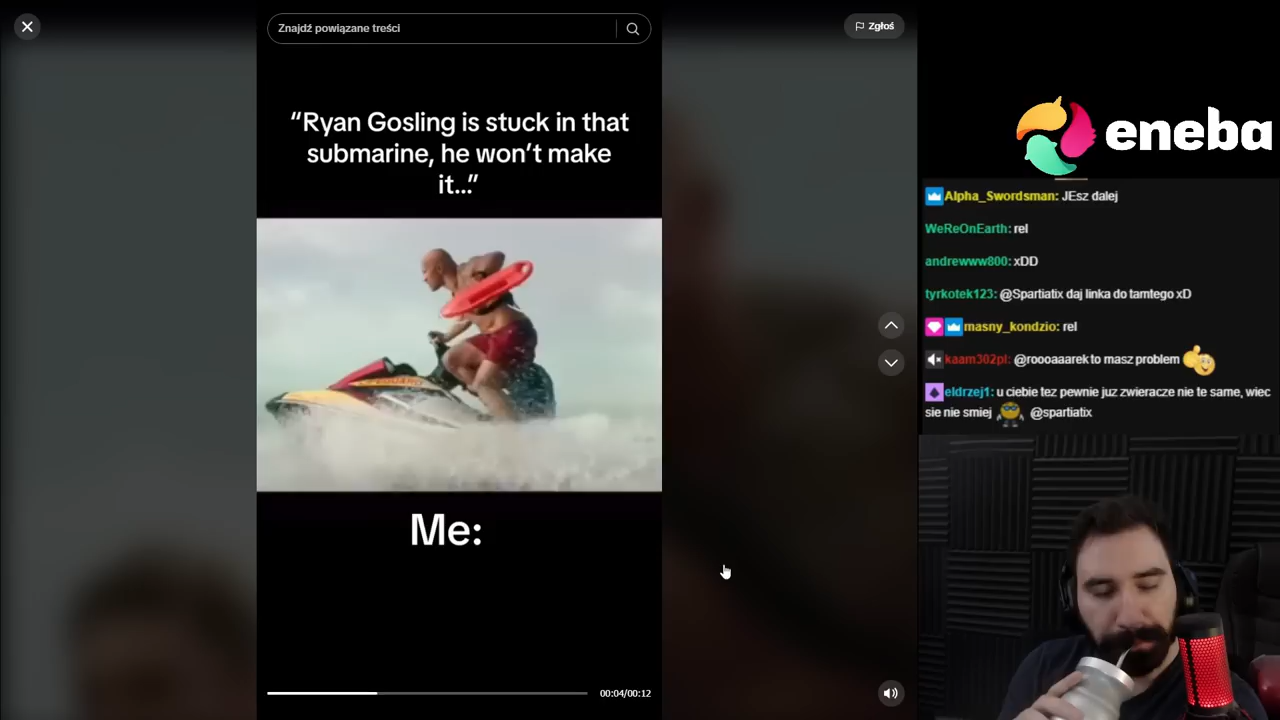 Znajdź powiązane treści
Zgłoś
“Ryan Gosling is stuck in that
submarine, he won’t make
it...”
Me:
00:04/00:12
eneba
Alpha_Swordsman: JEsz dalej
WeReOnEarth: rel
andrewww800: xDD
tyrkotek123: @Spartiatix daj linka do tamtego xD
masny_kondzio: rel
kaam302pl: @roooaaarek to masz problem
eldrzej1: u ciebie tez pewnie juz zwieracze nie te same, wiec
sie nie smiej @spartiatix